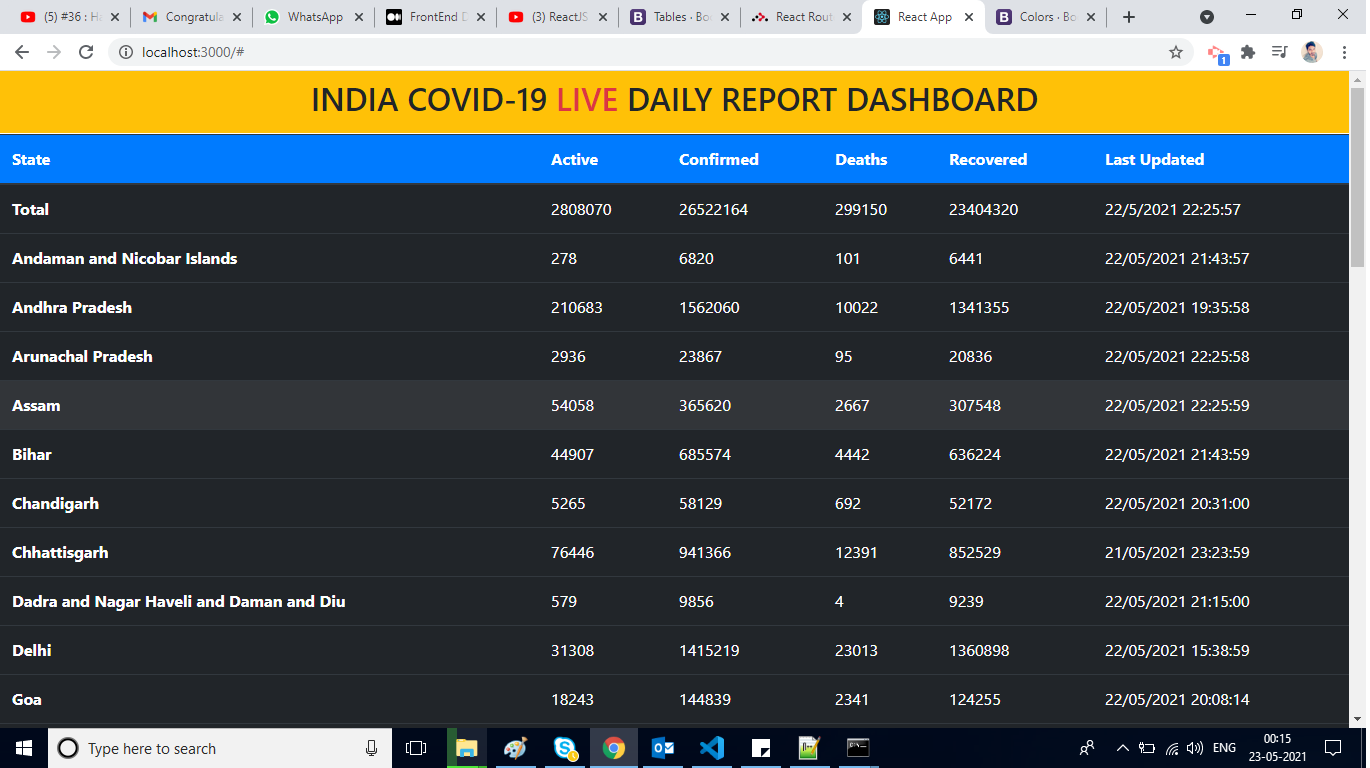 (5) #36 : Ha
Congratula
WhatsApp
FrontEnd D
(3) ReactJS
Tables · Boo
React Rout
React App
Colors · Bo
localhost:3000/#
1
INDIA COVID-19 LIVE DAILY REPORT DASHBOARD
State Active Confirmed Deaths Recovered Last Updated
Total 2808070 26522164 299150 23404320 22/5/2021 22:25:57
Andaman and Nicobar Islands 278 6820 101 6441 22/05/2021 21:43:57
Andhra Pradesh 210683 1562060 10022 1341355 22/05/2021 19:35:58
Arunachal Pradesh 2936 23867 95 20836 22/05/2021 22:25:58
Assam 54058 365620 2667 307548 22/05/2021 22:25:59
Bihar 44907 685574 4442 636224 22/05/2021 21:43:59
Chandigarh 5265 58129 692 52172 22/05/2021 20:31:00
Chhattisgarh 76446 941366 12391 852529 21/05/2021 23:23:59
Dadra and Nagar Haveli and Daman and Diu 579 9856 4 9239 22/05/2021 21:15:00
Delhi 31308 1415219 23013 1360898 22/05/2021 15:38:59
Goa 18243 144839 2341 124255 22/05/2021 20:08:14
Type here to search
ENG
00:15
23-05-2021